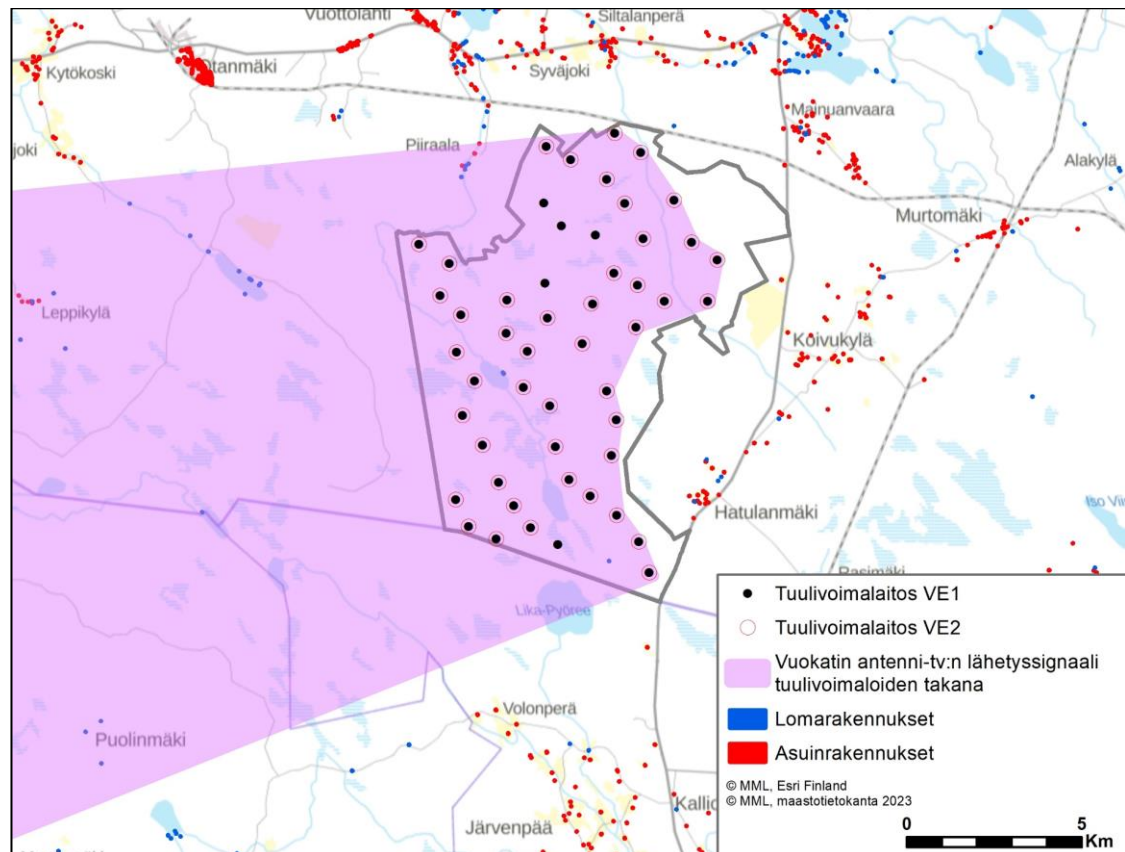 Vuottolahti
Siltalanperä
Kytökoski
Otanmäki
Syväjoki
Mainuanvaara
joki
Piiraala
Alakylä
Murtomäki
Leppikylä
Koivukylä
Hatulanmäki
Iso Vii
Rasimäki
Lika-Pyöree
Volonperä
Puolinmäki
Järvenpää
Kallio
Tuulivoimalaitos VE1
Tuulivoimalaitos VE2
Vuokatin antenni-tv:n lähetyssignaali
tuulivoimaloiden takana
Lomarakennukset
Asuinrakennukset
© MML, Esri Finland
© MML, maastotietokanta 2023
0 5
Km